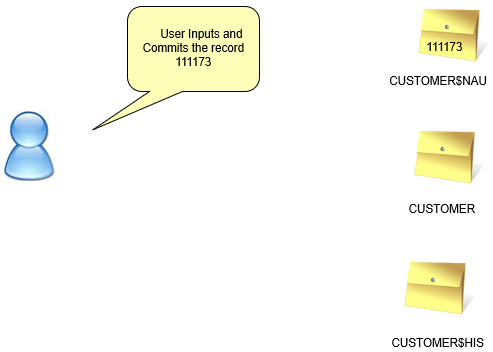 User Inputs and
Commits the record
111173
111173
CUSTOMER$NAU
CUSTOMER
CUSTOMER$HIS